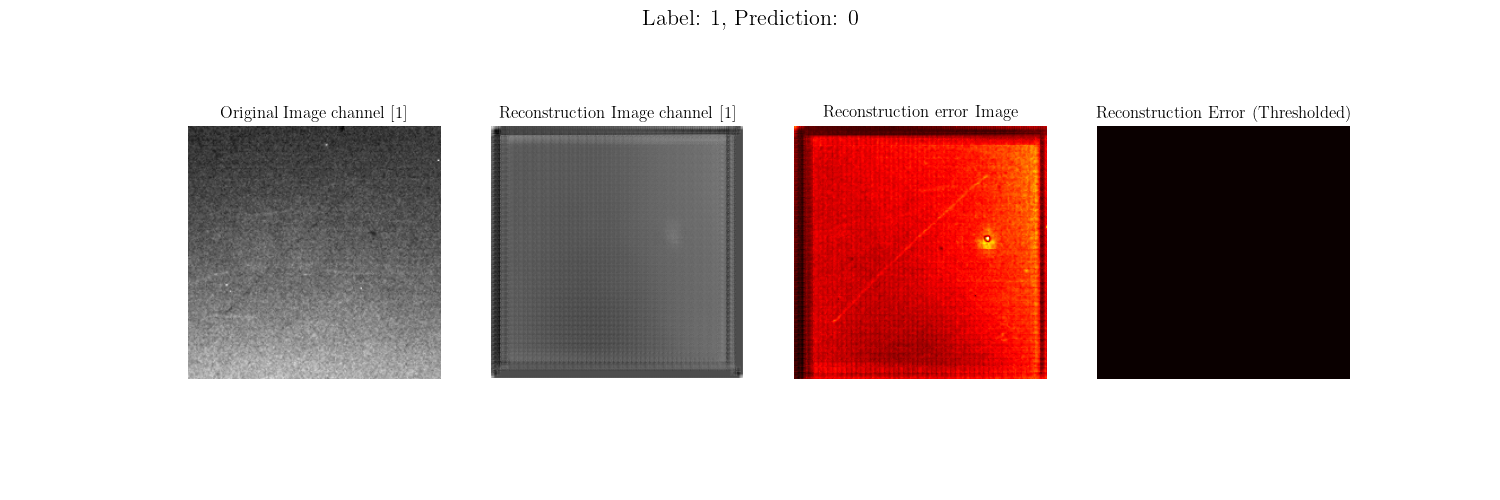 Label: 1, Prediction: 0
Original Image channel [1]
Reconstruction Image channel [1]
Reconstruction error Image
Reconstruction Error (Thresholded)